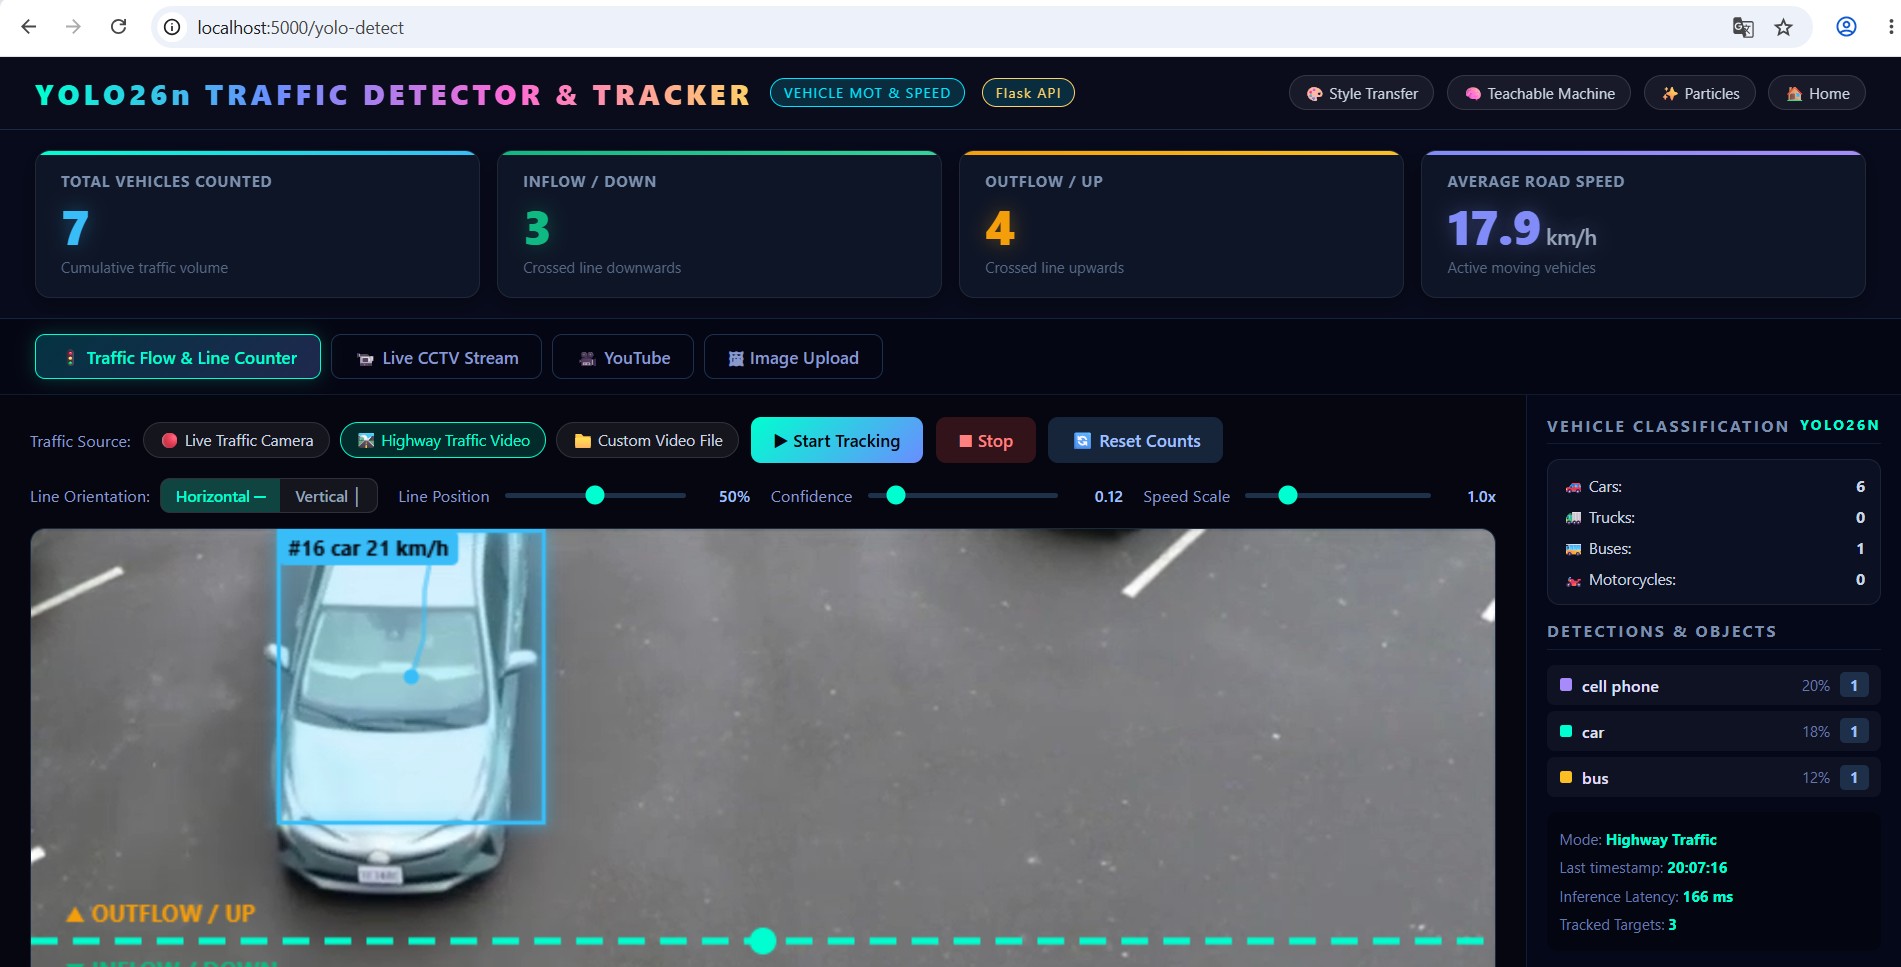 localhost:5000/yolo-detect
YOLO26n TRAFFIC DETECTOR & TRACKER
VEHICLE MOT & SPEED
Flask API
Style Transfer
Teachable Machine
Particles
Home
TOTAL VEHICLES COUNTED
7
Cumulative traffic volume
INFLOW / DOWN
3
Crossed line downwards
OUTFLOW / UP
4
Crossed line upwards
AVERAGE ROAD SPEED
17.9 km/h
Active moving vehicles
Traffic Flow & Line Counter
Live CCTV Stream
YouTube
Image Upload
Traffic Source:
Live Traffic Camera
Highway Traffic Video
Custom Video File
Start Tracking
Stop
Reset Counts
Line Orientation:
Horizontal —
Vertical |
Line Position
50%
Confidence
0.12
Speed Scale
1.0x
#16 car 21 km/h
▲ OUTFLOW / UP
▼ INFLOW / DOWN
VEHICLE CLASSIFICATION YOLO26N
Cars: 6
Trucks: 0
Buses: 1
Motorcycles: 0
DETECTIONS & OBJECTS
cell phone 20% 1
car 18% 1
bus 12% 1
Mode: Highway Traffic
Last timestamp: 20:07:16
Inference Latency: 166 ms
Tracked Targets: 3